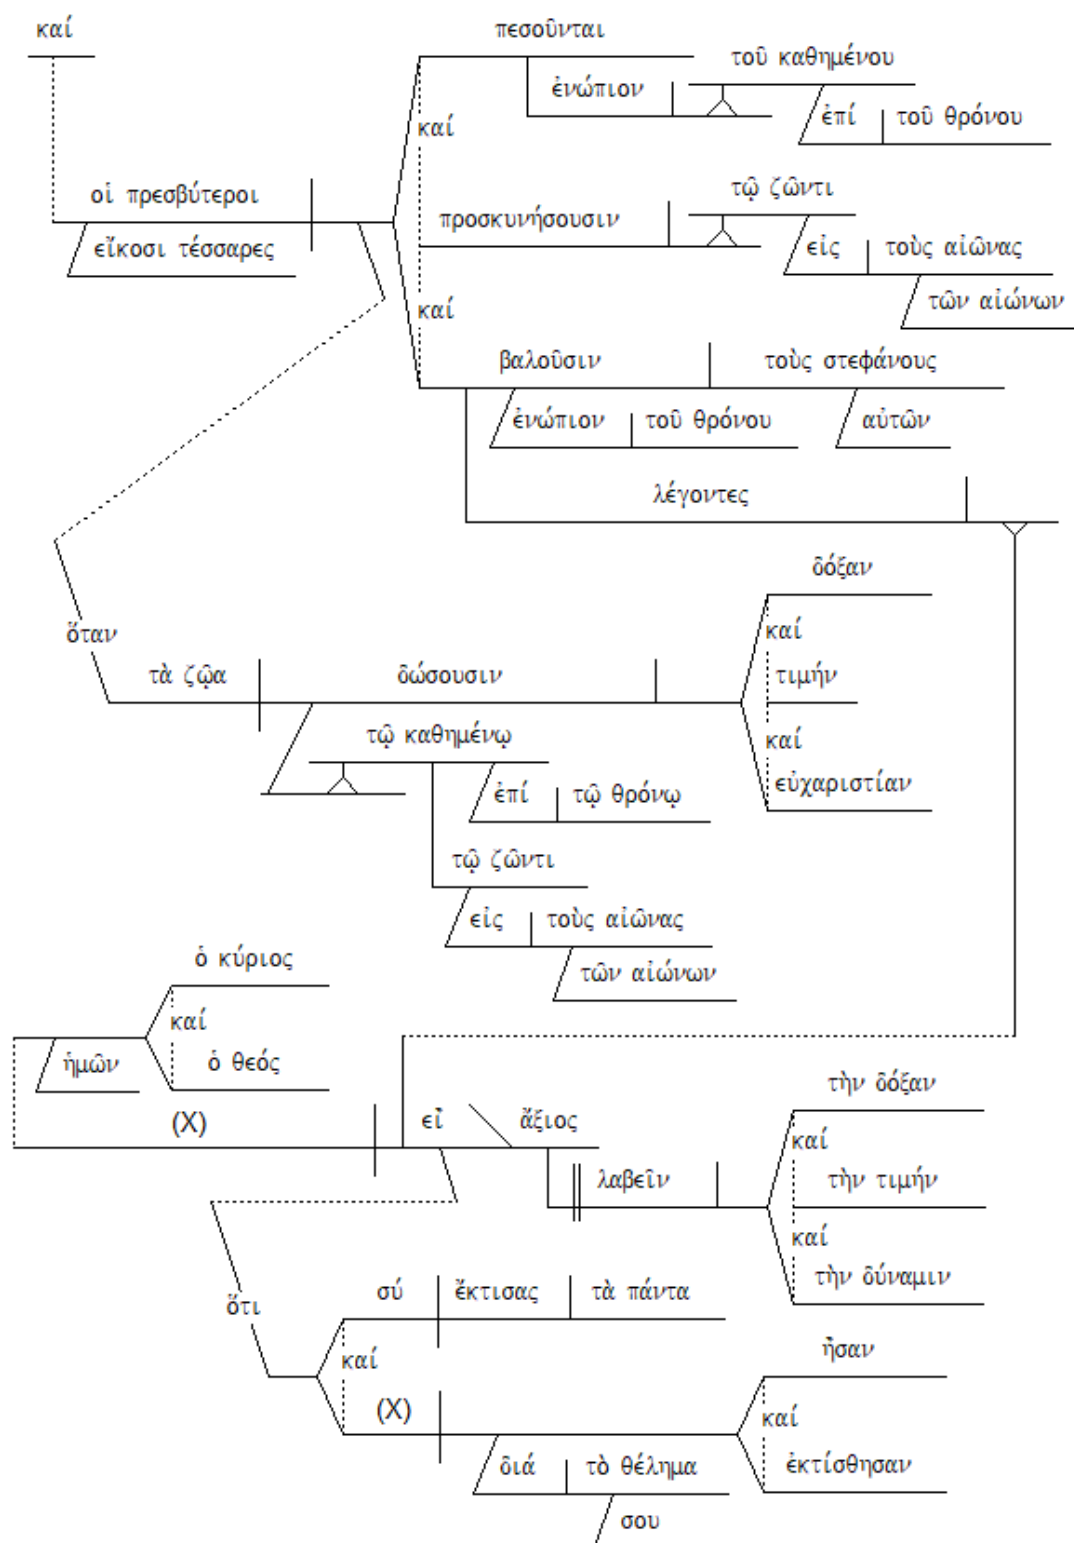 καί
πεσοῦνται
ἐνώπιον
τοῦ καθημένου
ἐπί
τοῦ θρόνου
καί
οἱ πρεσβύτεροι
εἴκοσι τέσσαρες
προσκυνήσουσιν
τῷ ζῶντι
εἰς
τοὺς αἰῶνας
τῶν αἰώνων
καί
βαλοῦσιν
τοὺς στεφάνους
ἐνώπιον
τοῦ θρόνου
αὐτῶν
λέγοντες
ὅταν
τὰ ζῷα
δώσουσιν
δόξαν
καί
τιμήν
καί
εὐχαριστίαν
τῷ καθημένῳ
ἐπί
τῷ θρόνῳ
τῷ ζῶντι
εἰς
τοὺς αἰῶνας
τῶν αἰώνων
ὁ κύριος
καί
ὁ θεός
ἡμῶν
(X)
εἶ
ἄξιος
λαβεῖν
τὴν δόξαν
καί
τὴν τιμήν
καί
τὴν δύναμιν
ὅτι
σύ
ἔκτισας
τὰ πάντα
καί
(X)
ἦσαν
καί
ἐκτίσθησαν
διά
τὸ θέλημα
σου